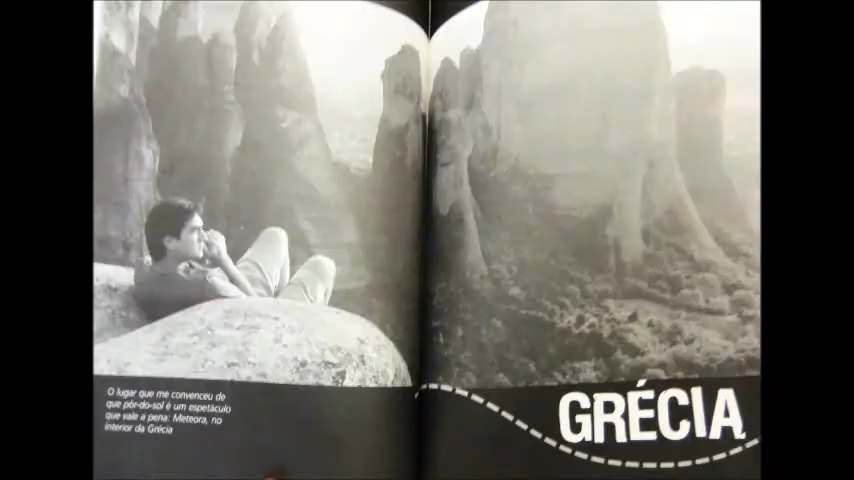 O lugar que me convenceu de
que pôr-do-sol é um espetáculo
que vale a pena: Meteora, no
interior da Grécia
GRÉCIA